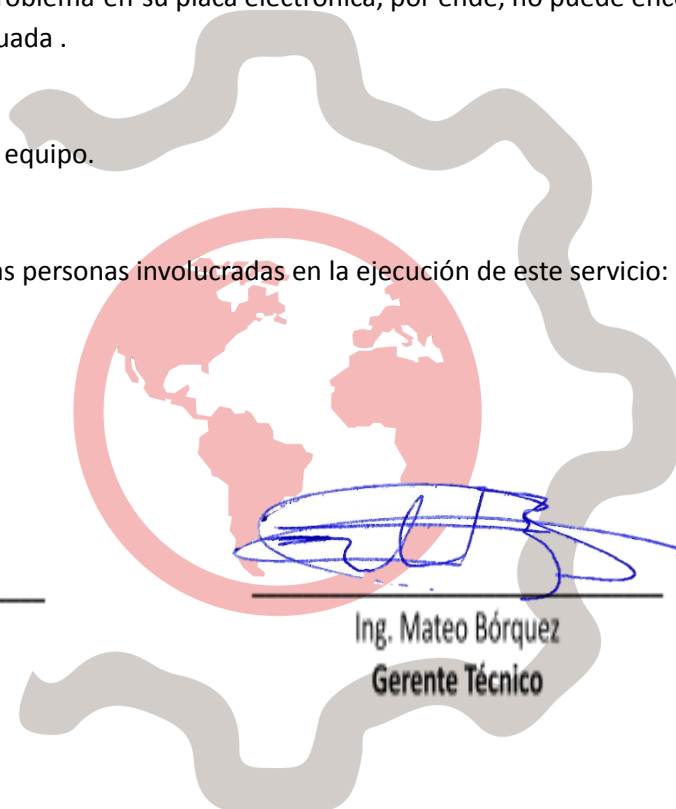 problema en su placa electrónica, por ende, no puede
uada .
equipo.
as personas involucradas en la ejecución de este servicio:
Ing. Mateo Bórquez
Gerente Técnico